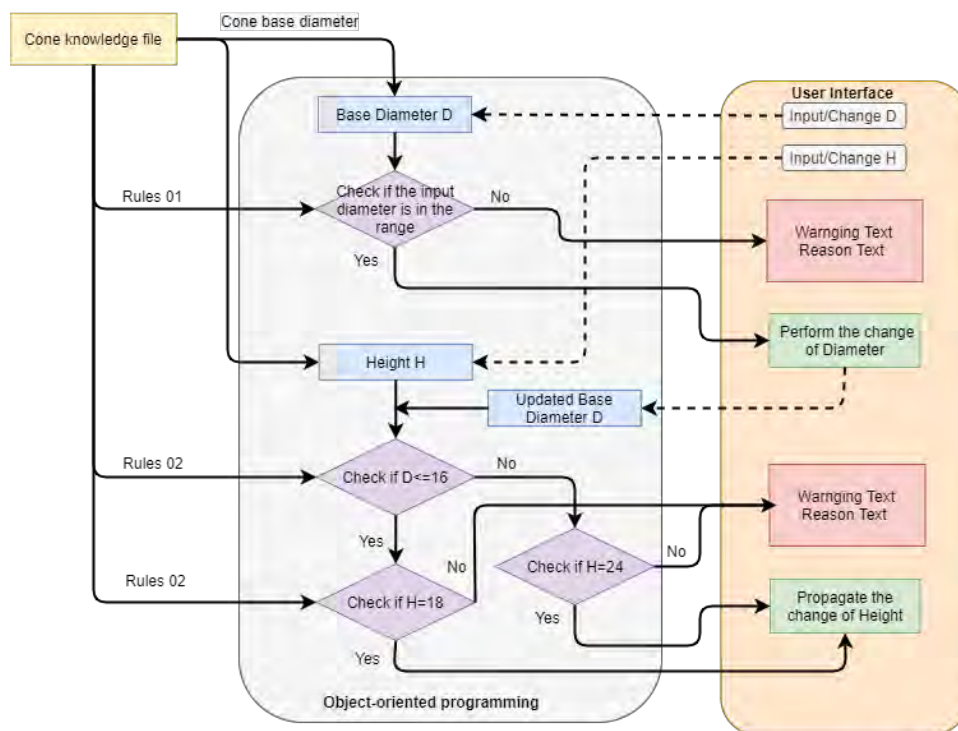 Cone base diameter
Cone knowledge file
User Interface
Base Diameter D
Input/Change D
Input/Change H
Rules 01
Check if the input
diameter is in the
range
No
Yes
Warnging Text
Reason Text
Perform the change
of Diameter
Height H
Updated Base
Diameter D
Rules 02
Check if D<=16
No
Yes
Warnging Text
Reason Text
Rules 02
Check if H=18
No
Check if H=24
No
Yes
Yes
Propagate the
change of Height
Object-oriented programming